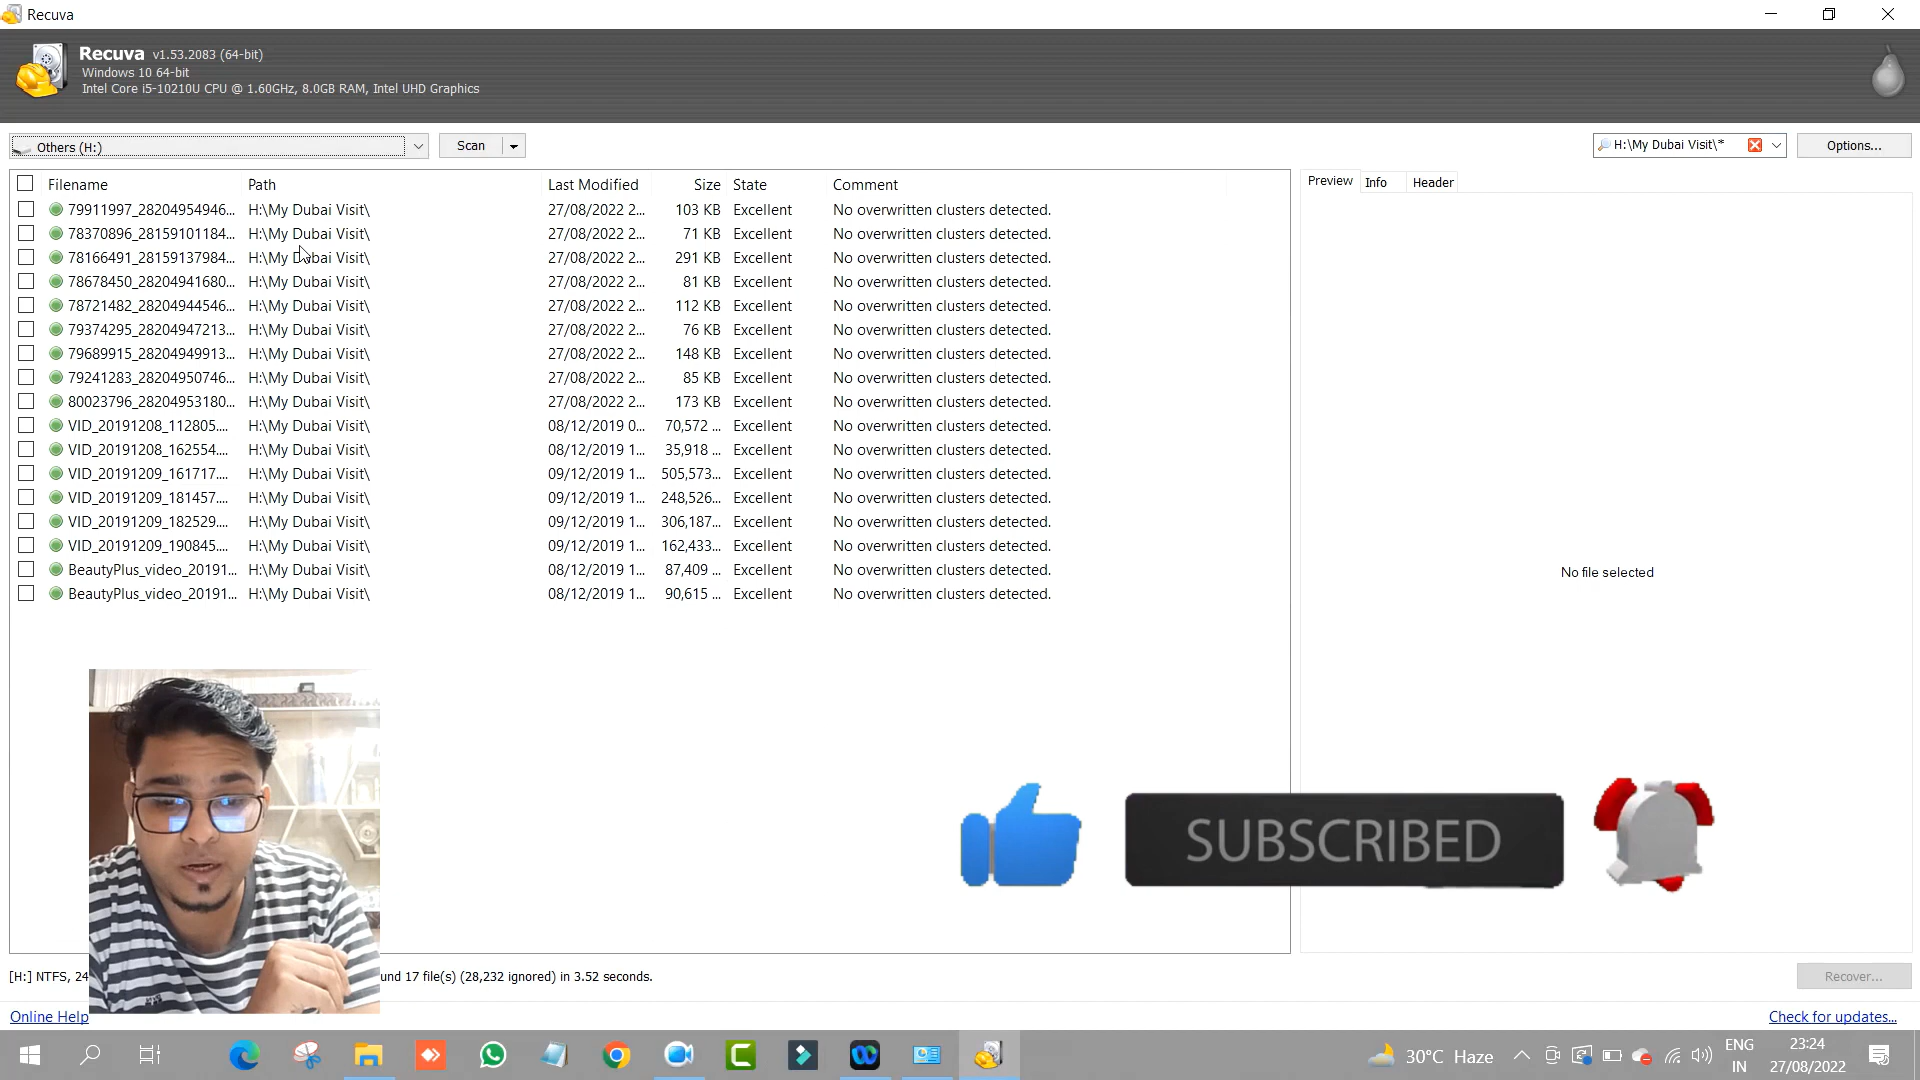 Recuva
Recuva v1.53.2083 (64-bit)
Windows 10 64-bit
Intel Core i5-10210U CPU @ 1.60GHz, 8.0GB RAM, Intel UHD Graphics
Others (H:) Scan H:\My Dubai Visit\* Options...
Filename Path Last Modified Size State Comment
79911997_28204954946... H:\My Dubai Visit\ 27/08/2022 2... 103 KB Excellent No overwritten clusters detected.
78370896_28159101184... H:\My Dubai Visit\ 27/08/2022 2... 71 KB Excellent No overwritten clusters detected.
78166491_28159137984... H:\My Dubai Visit\ 27/08/2022 2... 291 KB Excellent No overwritten clusters detected.
78678450_28204941680... H:\My Dubai Visit\ 27/08/2022 2... 81 KB Excellent No overwritten clusters detected.
78721482_28204944546... H:\My Dubai Visit\ 27/08/2022 2... 112 KB Excellent No overwritten clusters detected.
79374295_28204947213... H:\My Dubai Visit\ 27/08/2022 2... 76 KB Excellent No overwritten clusters detected.
79689915_28204949913... H:\My Dubai Visit\ 27/08/2022 2... 148 KB Excellent No overwritten clusters detected.
79241283_28204950746... H:\My Dubai Visit\ 27/08/2022 2... 85 KB Excellent No overwritten clusters detected.
80023796_28204953180... H:\My Dubai Visit\ 27/08/2022 2... 173 KB Excellent No overwritten clusters detected.
VID_20191208_112805.... H:\My Dubai Visit\ 08/12/2019 0... 70,572 ... Excellent No overwritten clusters detected.
VID_20191208_162554.... H:\My Dubai Visit\ 08/12/2019 1... 35,918 ... Excellent No overwritten clusters detected.
VID_20191209_161717.... H:\My Dubai Visit\ 09/12/2019 1... 505,573... Excellent No overwritten clusters detected.
VID_20191209_181457.... H:\My Dubai Visit\ 09/12/2019 1... 248,526... Excellent No overwritten clusters detected.
VID_20191209_182529.... H:\My Dubai Visit\ 09/12/2019 1... 306,187... Excellent No overwritten clusters detected.
VID_20191209_190845.... H:\My Dubai Visit\ 09/12/2019 1... 162,433... Excellent No overwritten clusters detected.
BeautyPlus_video_20191... H:\My Dubai Visit\ 08/12/2019 1... 87,409 ... Excellent No overwritten clusters detected.
BeautyPlus_video_20191... H:\My Dubai Visit\ 08/12/2019 1... 90,615 ... Excellent No overwritten clusters detected.
Preview Info Header
No file selected
SUBSCRIBED
[H:] NTFS, 24 und 17 file(s) (28,232 ignored) in 3.52 seconds.
Recover...
Online Help
Check for updates...
30°C Haze
ENG
IN
23:24
27/08/2022